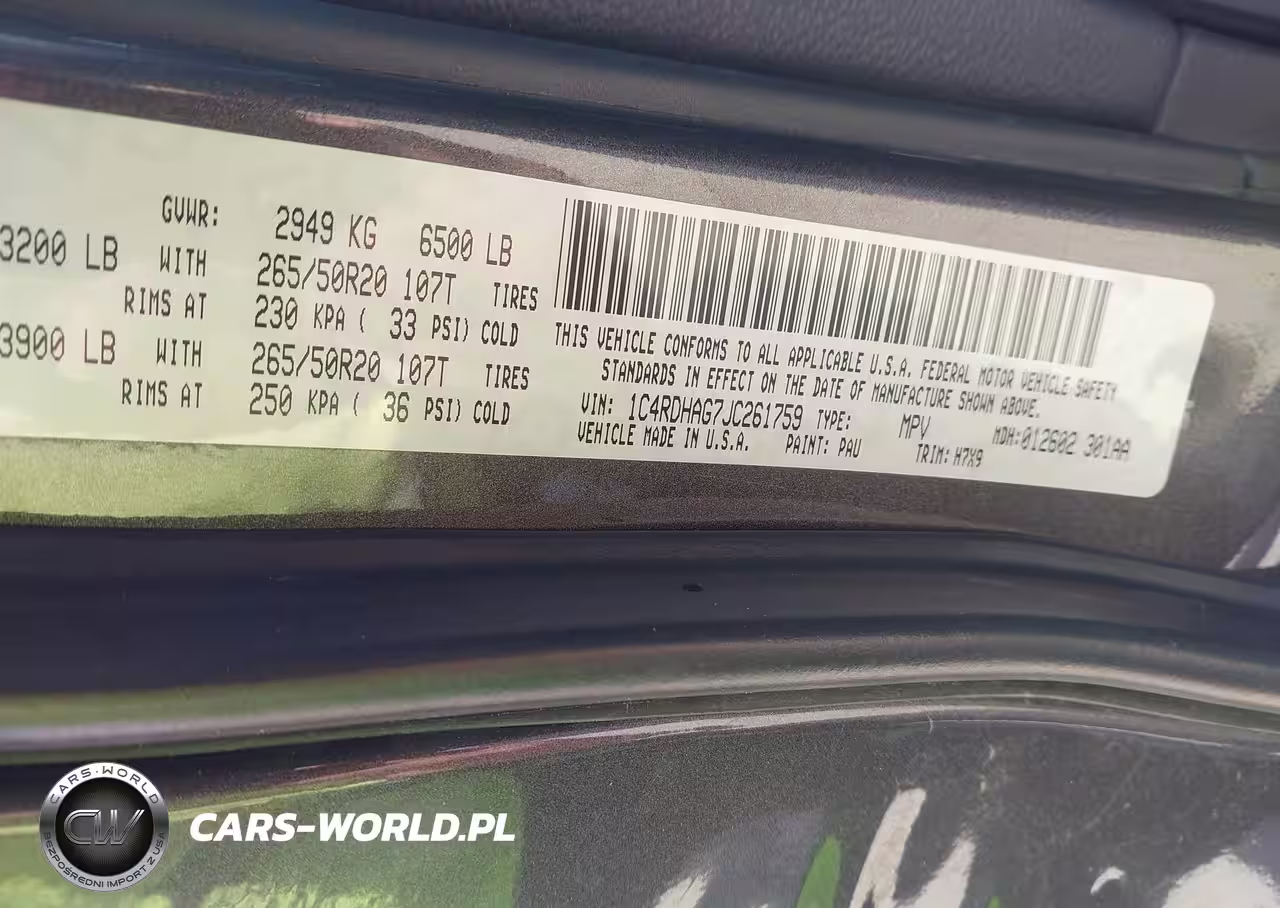 GVWR: 2949 KG 6500 LB
3200 LB WITH 265/50R20 107T TIRES
RIMS AT 230 KPA ( 33 PSI) COLD
3900 LB WITH 265/50R20 107T TIRES
RIMS AT 250 KPA ( 36 PSI) COLD
THIS VEHICLE CONFORMS TO ALL APPLICABLE U.S.A. FEDERAL MOTOR VEHICLE SAFETY
STANDARDS IN EFFECT ON THE DATE OF MANUFACTURE SHOWN ABOVE.
VIN: 1C4RDHAG7JC261759 TYPE: MPV MDH:012602 301AA
VEHICLE MADE IN U.S.A. PAINT: PAU TRIM: H7X9
CARS-WORLD
CW
BEZPOŚREDNI IMPORT Z USA
CARS-WORLD.PL